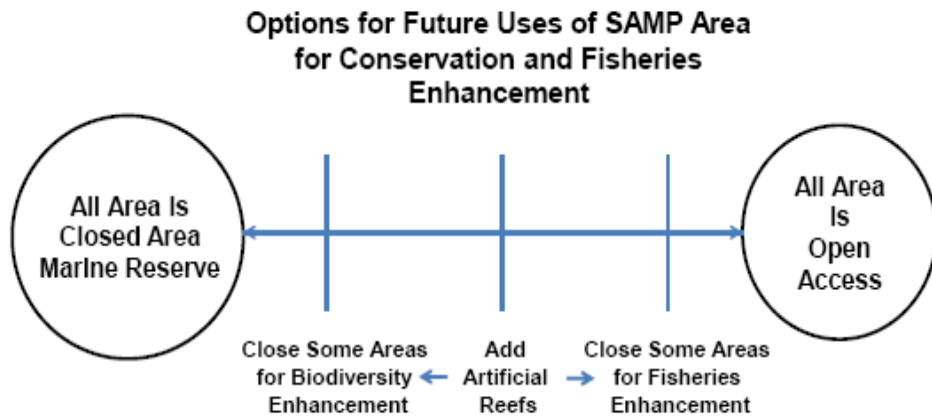 Options for Future Uses of SAMP Area
for Conservation and Fisheries
Enhancement
All Area Is
Closed Area
Marine Reserve
All Area
Is
Open
Access
Close Some Areas
for Biodiversity
Enhancement
Add
Artificial
Reefs
Close Some Areas
for Fisheries
Enhancement